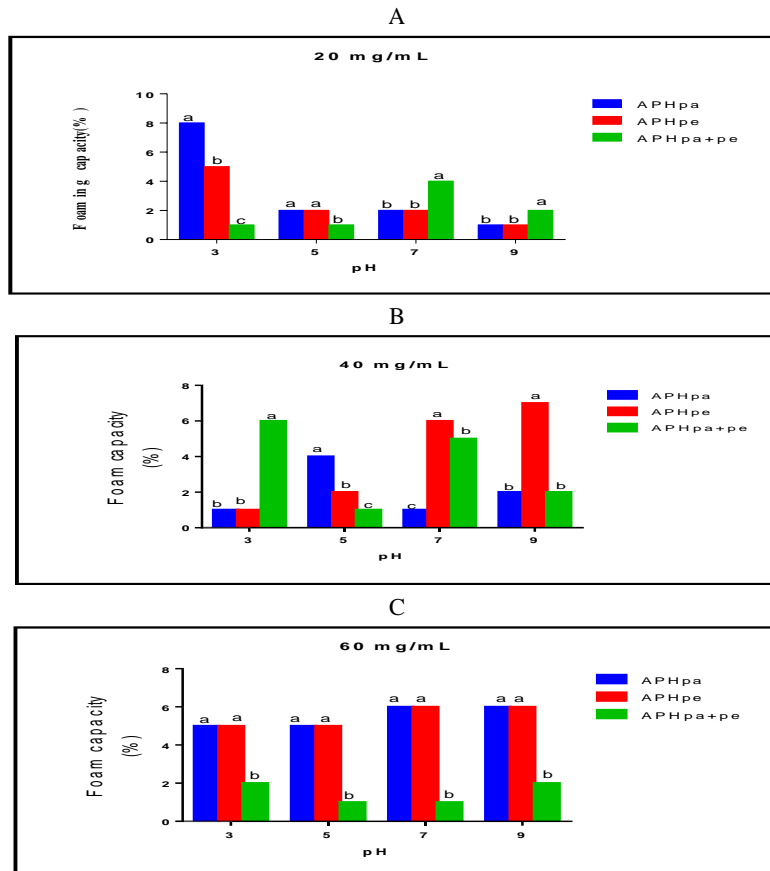 A
20 mg/mL
Foaming capacity(%)
10
8
6
4
2
0
a
b
c
a
a
b
b
b
a
b
b
a
3
5
7
9
pH
APHpa
APHpe
APHpa+pe
B
40 mg/mL
Foam capacity
(%)
8
6
4
2
0
b
b
a
a
b
c
c
a
b
b
a
b
3
5
7
9
pH
APHpa
APHpe
APHpa+pe
C
60 mg/mL
Foam capacity
(%)
8
6
4
2
0
a
a
b
a
a
b
a
a
b
a
a
b
3
5
7
9
pH
APHpa
APHpe
APHpa+pe